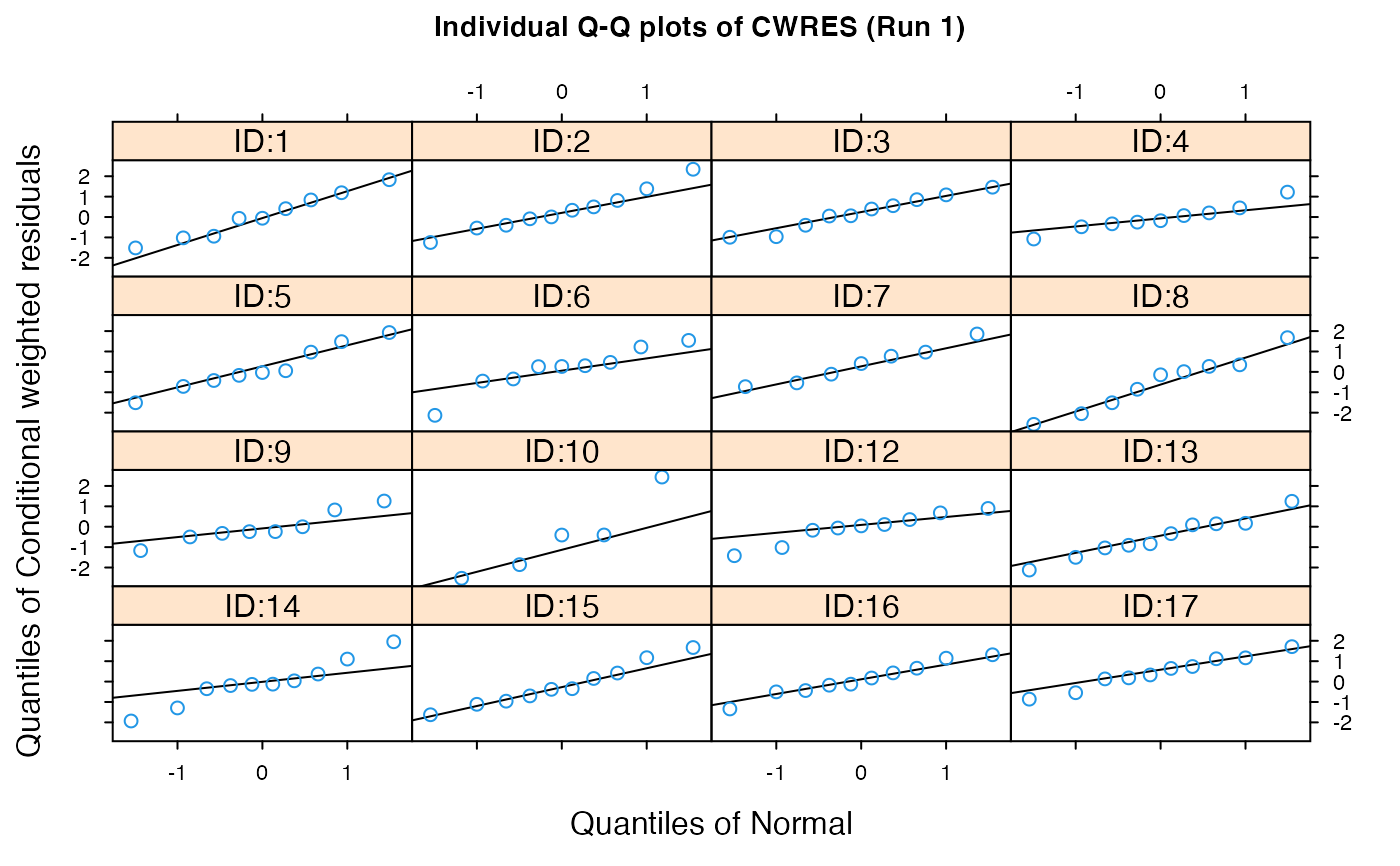 Individual Q-Q plots of CWRES (Run 1)
-1 0 1 -1 0 1
ID:1 ID:2 ID:3 ID:4
2
1
0
-1
-2
ID:5 ID:6 ID:7 ID:8
2
1
0
-1
-2
ID:9 ID:10 ID:12 ID:13
2
1
0
-1
-2
ID:14 ID:15 ID:16 ID:17
2
1
0
-1
-2
-1 0 1 -1 0 1
Quantiles of Normal
Quantiles of Conditional weighted residuals